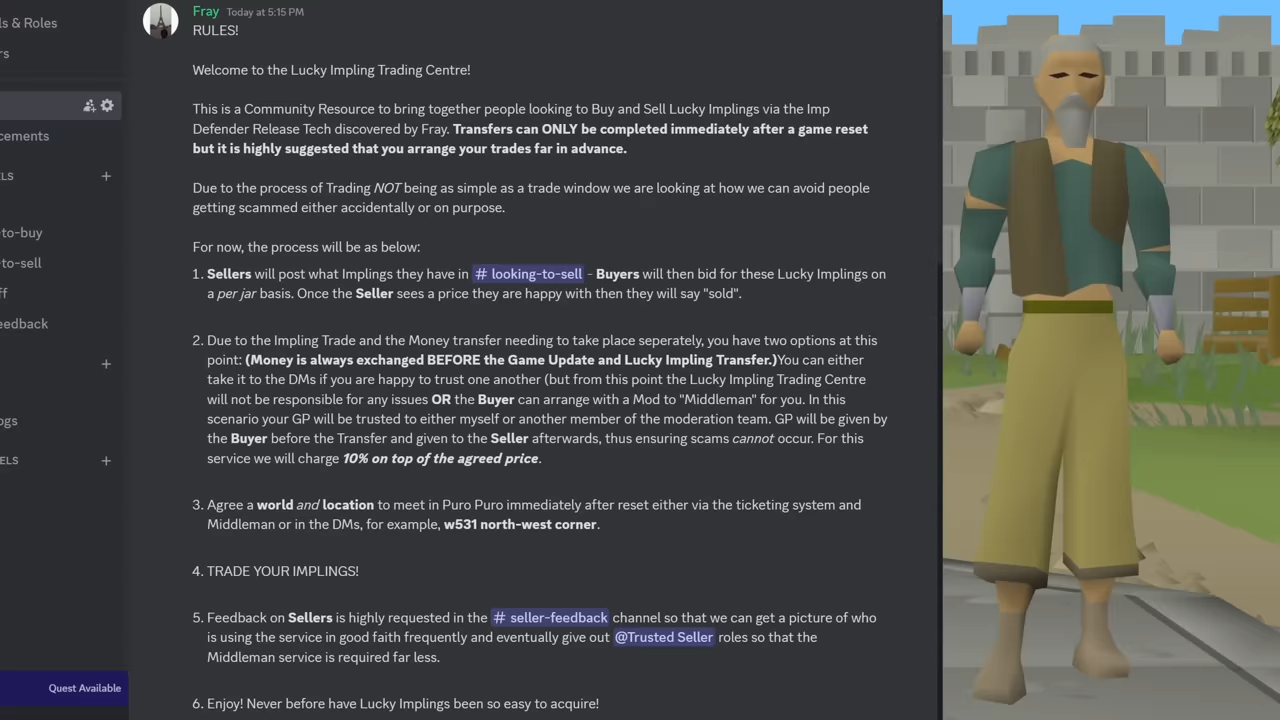 Fray Today at 5:15 PM
RULES!
Welcome to the Lucky Impling Trading Centre!
This is a Community Resource to bring together people looking to Buy and Sell Lucky Implings via the Imp
Defender Release Tech discovered by Fray. Transfers can ONLY be completed immediately after a game reset
but it is highly suggested that you arrange your trades far in advance.
Due to the process of Trading NOT being as simple as a trade window we are looking at how we can avoid people
getting scammed either accidentally or on purpose.
For now, the process will be as below:
1. Sellers will post what Implings they have in # looking-to-sell - Buyers will then bid for these Lucky Implings on
a per jar basis. Once the Seller sees a price they are happy with then they will say "sold".
2. Due to the Impling Trade and the Money transfer needing to take place seperately, you have two options at this
point: (Money is always exchanged BEFORE the Game Update and Lucky Impling Transfer.)You can either
take it to the DMs if you are happy to trust one another (but from this point the Lucky Impling Trading Centre
will not be responsible for any issues OR the Buyer can arrange with a Mod to "Middleman" for you. In this
scenario your GP will be trusted to either myself or another member of the moderation team. GP will be given by
the Buyer before the Transfer and given to the Seller afterwards, thus ensuring scams cannot occur. For this
service we will charge 10% on top of the agreed price.
3. Agree a world and location to meet in Puro Puro immediately after reset either via the ticketing system and
Middleman or in the DMs, for example, w531 north-west corner.
4. TRADE YOUR IMPLINGS!
5. Feedback on Sellers is highly requested in the # seller-feedback channel so that we can get a picture of who
is using the service in good faith frequently and eventually give out @Trusted Seller roles so that the
Middleman service is required far less.
6. Enjoy! Never before have Lucky Implings been so easy to acquire!
s & Roles
rs
cements
LS
-to-buy
-to-sell
ff
eedback
ogs
ELS
Quest Available